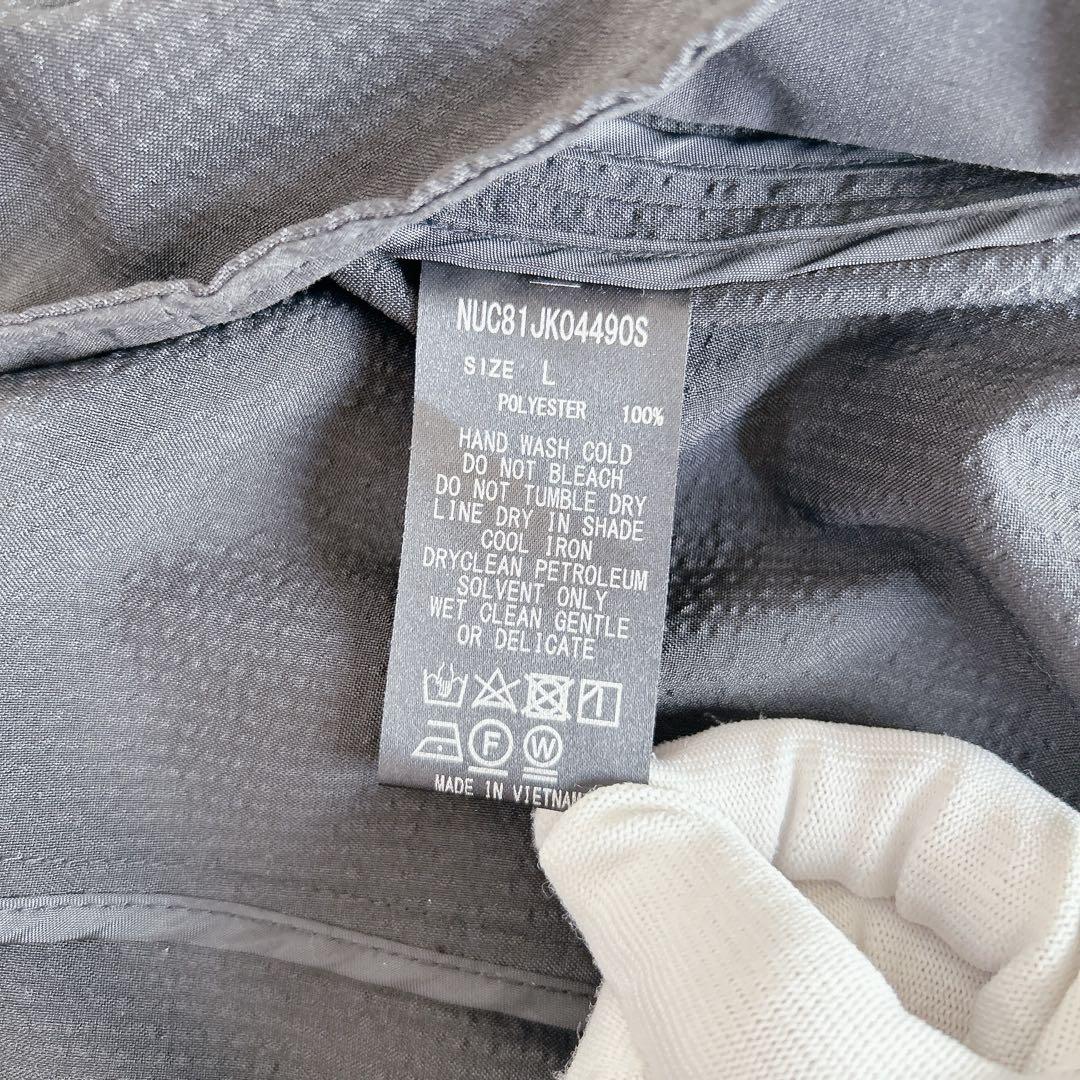 NUC81JK04490S
SIZE L
POLYESTER 100%
HAND WASH COLD
DO NOT BLEACH
DO NOT TUMBLE DRY
LINE DRY IN SHADE
COOL IRON
DRYCLEAN PETROLEUM
SOLVENT ONLY
WET CLEAN GENTLE
OR DELICATE
F W
MADE IN VIETNAM